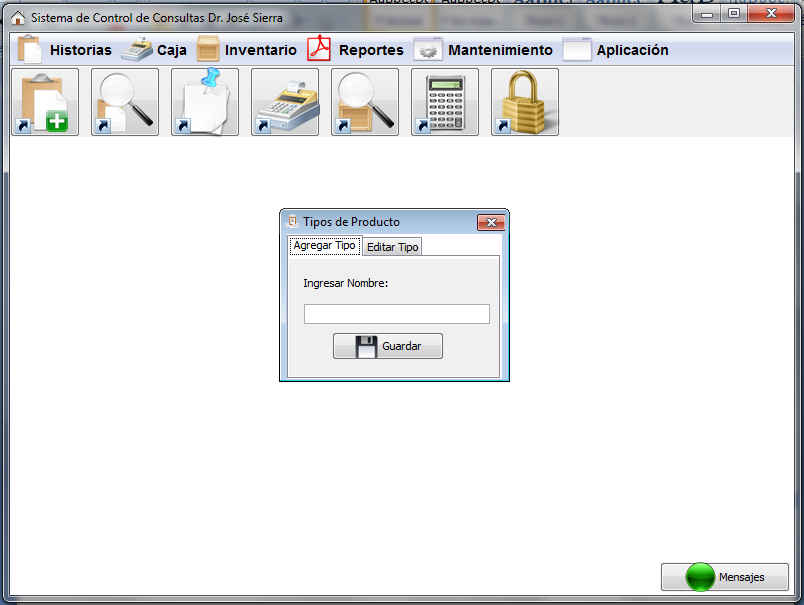 Sistema de Control de Consultas Dr. José Sierra
Historias Caja Inventario Reportes Mantenimiento Aplicación
Tipos de Producto
Agregar Tipo Editar Tipo
Ingresar Nombre:
Guardar
Mensajes